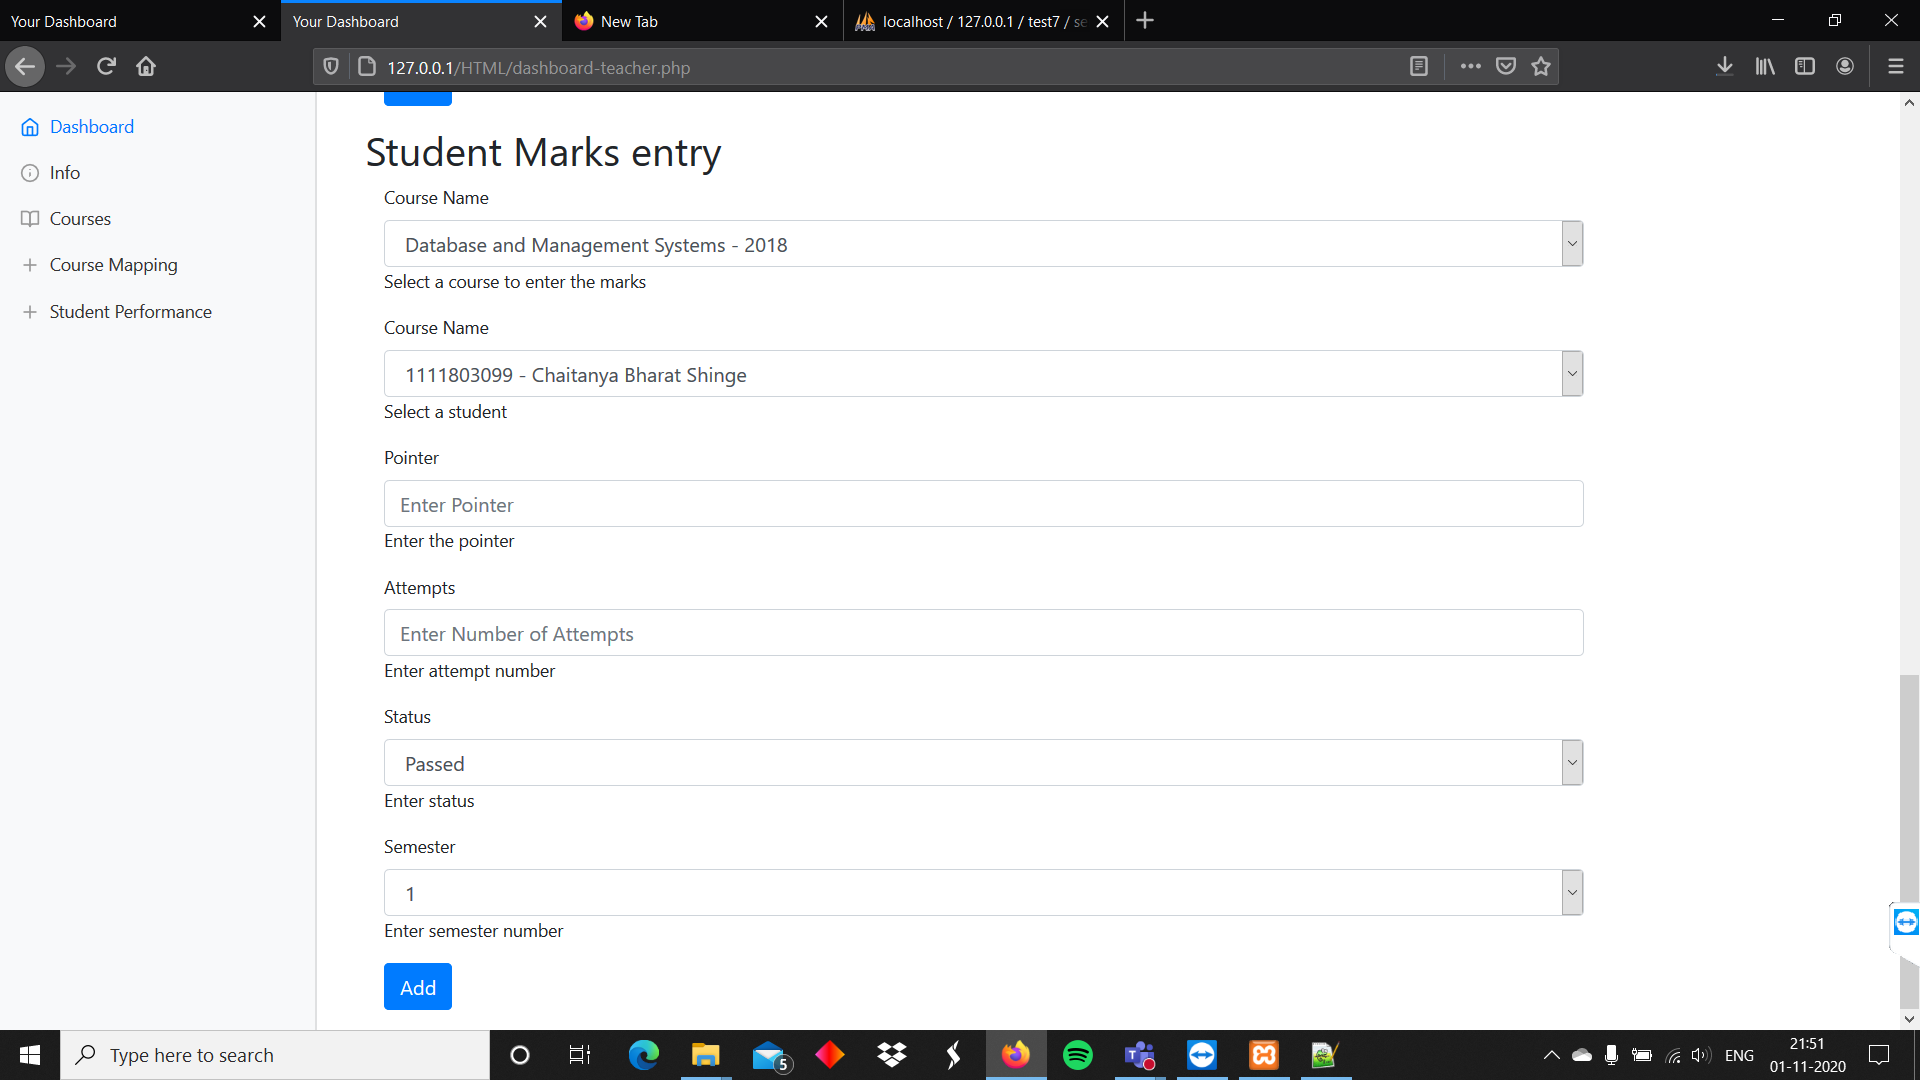 Your Dashboard
Your Dashboard
New Tab
localhost / 127.0.0.1 / test7 / se
127.0.0.1/HTML/dashboard-teacher.php
Dashboard
Info
Courses
Course Mapping
Student Performance
Student Marks entry
Course Name
Database and Management Systems - 2018
Select a course to enter the marks
Course Name
1111803099 - Chaitanya Bharat Shinge
Select a student
Pointer
Enter Pointer
Enter the pointer
Attempts
Enter Number of Attempts
Enter attempt number
Status
Passed
Enter status
Semester
1
Enter semester number
Add
Type here to search
5
ENG
21:51
01-11-2020